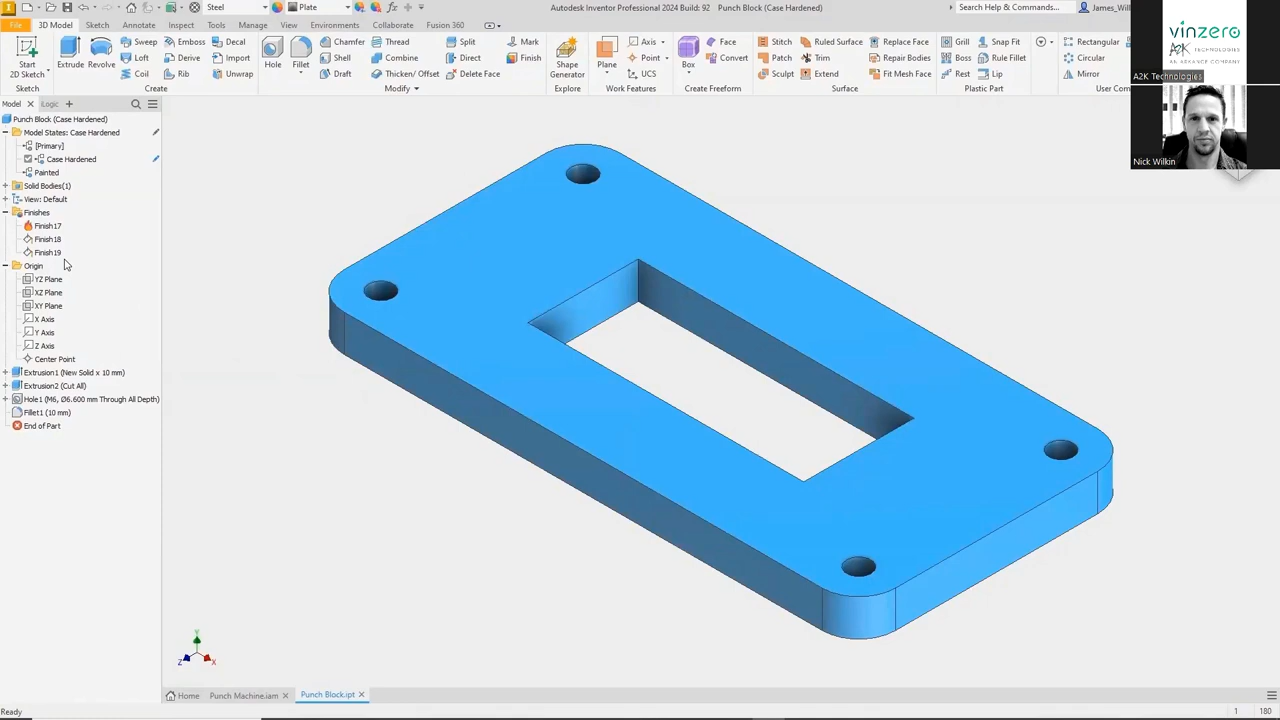 Steel
Plate
Autodesk Inventor Professional 2024 Build: 92 Punch Block (Case Hardened)
Search Help & Commands...
File
3D Model
Sketch
Annotate
Inspect
Tools
Manage
View
Environments
Collaborate
Fusion 360
Start
2D Sketch
Extrude
Revolve
Sweep
Loft
Coil
Emboss
Derive
Rib
Decal
Import
Unwrap
Hole
Fillet
Chamfer
Shell
Draft
Thread
Combine
Thicken/ Offset
Split
Direct
Delete Face
Mark
Finish
Shape
Generator
Plane
Axis
Point
UCS
Box
Face
Convert
Stitch
Patch
Sculpt
Ruled Surface
Trim
Extend
Replace Face
Repair Bodies
Fit Mesh Face
Grill
Boss
Rest
Snap Fit
Rule Fillet
Lip
Rectangular
Circular
Mirror
Sketch
Create
Modify
Explore
Work Features
Create Freeform
Surface
Plastic Part
vinzero
A2K TECHNOLOGIES
AN ARKANCE COMPANY
A2K Technologies
Nick Wilkin
Model
Logic
Punch Block (Case Hardened)
Model States: Case Hardened
[Primary]
Case Hardened
Painted
Solid Bodies(1)
View: Default
Finishes
Finish17
Finish18
Finish19
Origin
YZ Plane
XZ Plane
XY Plane
X Axis
Y Axis
Z Axis
Center Point
Extrusion1 (New Solid x 10 mm)
Extrusion2 (Cut All)
Hole1 (M6, Ø6.600 mm Through All Depth)
Fillet1 (10 mm)
End of Part
Y
Z
X
Home
Punch Machine.iam
Punch Block.ipt
Ready
1
180